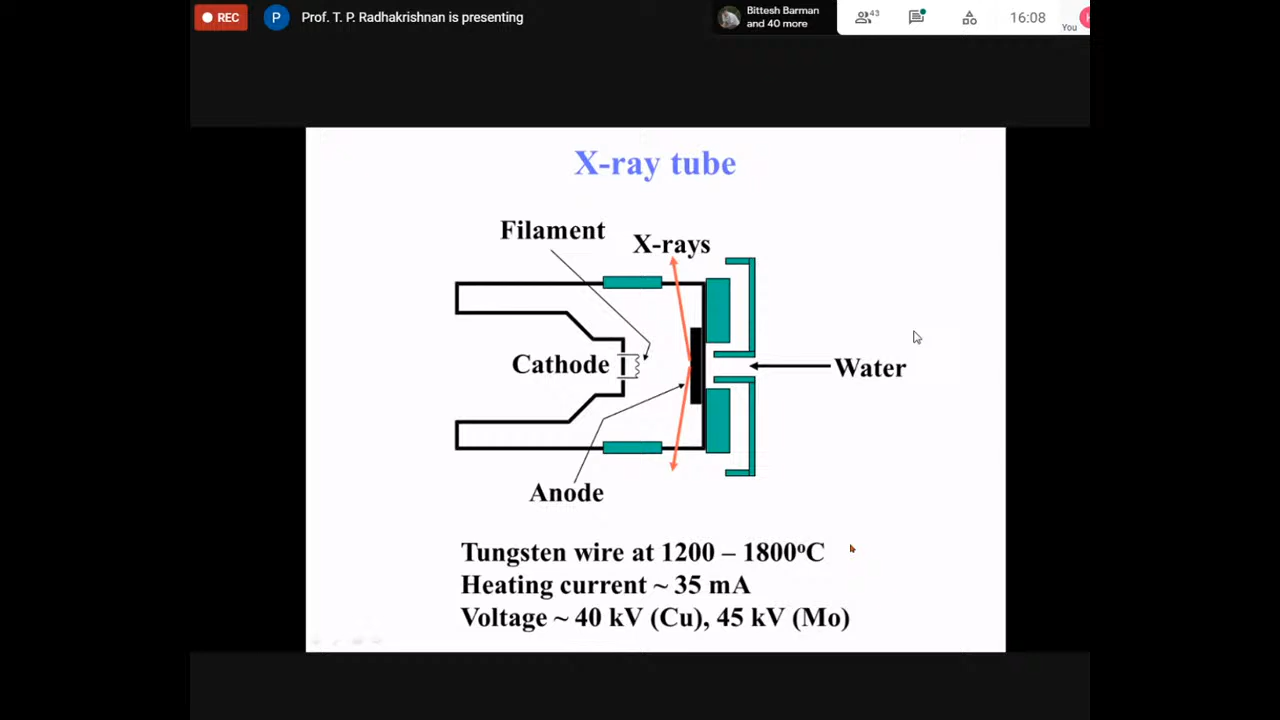 REC
P
Prof. T. P. Radhakrishnan is presenting
Bittesh Barman
and 40 more
43
16:08
You
X-ray tube
Filament
X-rays
Cathode
Water
Anode
Tungsten wire at 1200 – 1800ºC
Heating current ~ 35 mA
Voltage ~ 40 kV (Cu), 45 kV (Mo)